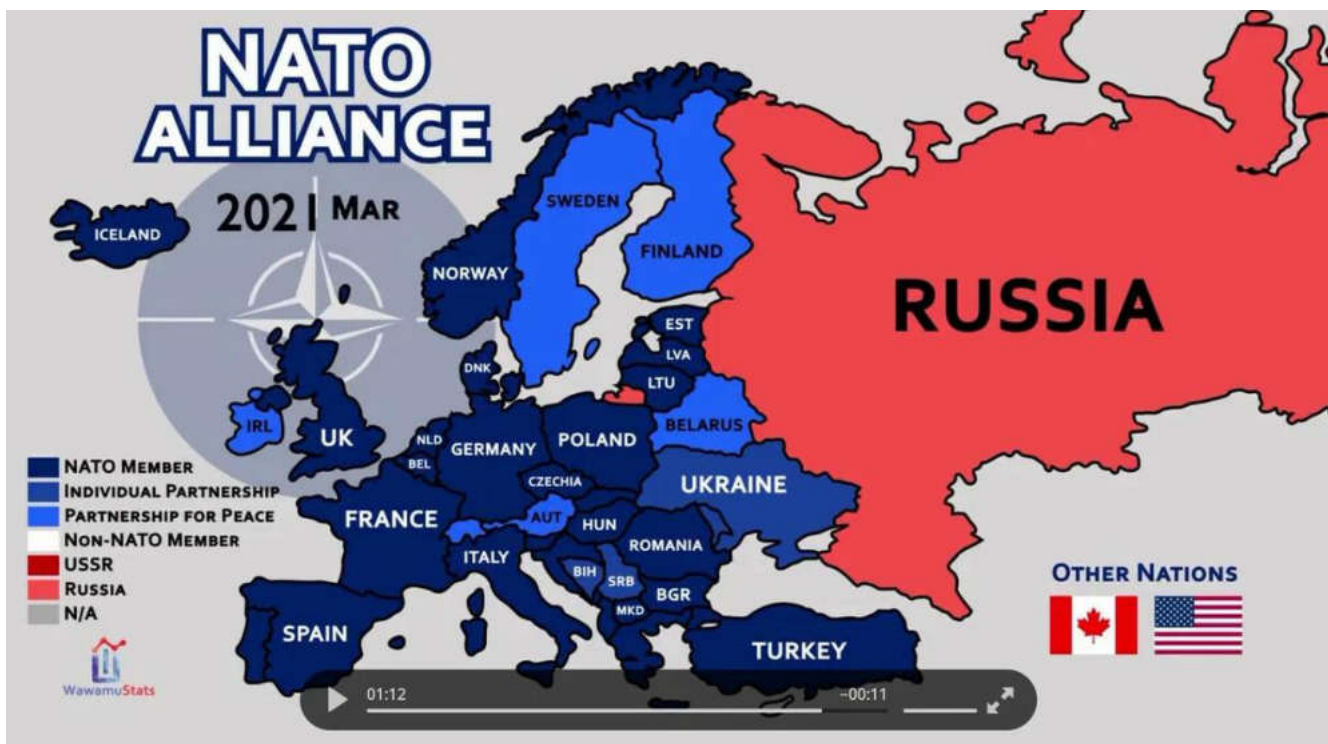 NATO
ALLIANCE
2021 MAR
ICELAND
SWEDEN
FINLAND
NORWAY
RUSSIA
EST
LVA
DNK
LTU
IRL
UK
NLD
BEL
GERMANY
POLAND
BELARUS
CZECHIA
UKRAINE
NATO MEMBER
INDIVIDUAL PARTNERSHIP
PARTNERSHIP FOR PEACE
NON-NATO MEMBER
USSR
RUSSIA
N/A
FRANCE
AUT
HUN
ITALY
ROMANIA
BIH
SRB
BGR
MKD
SPAIN
TURKEY
OTHER NATIONS
WawamuStats
01:12
-00:11